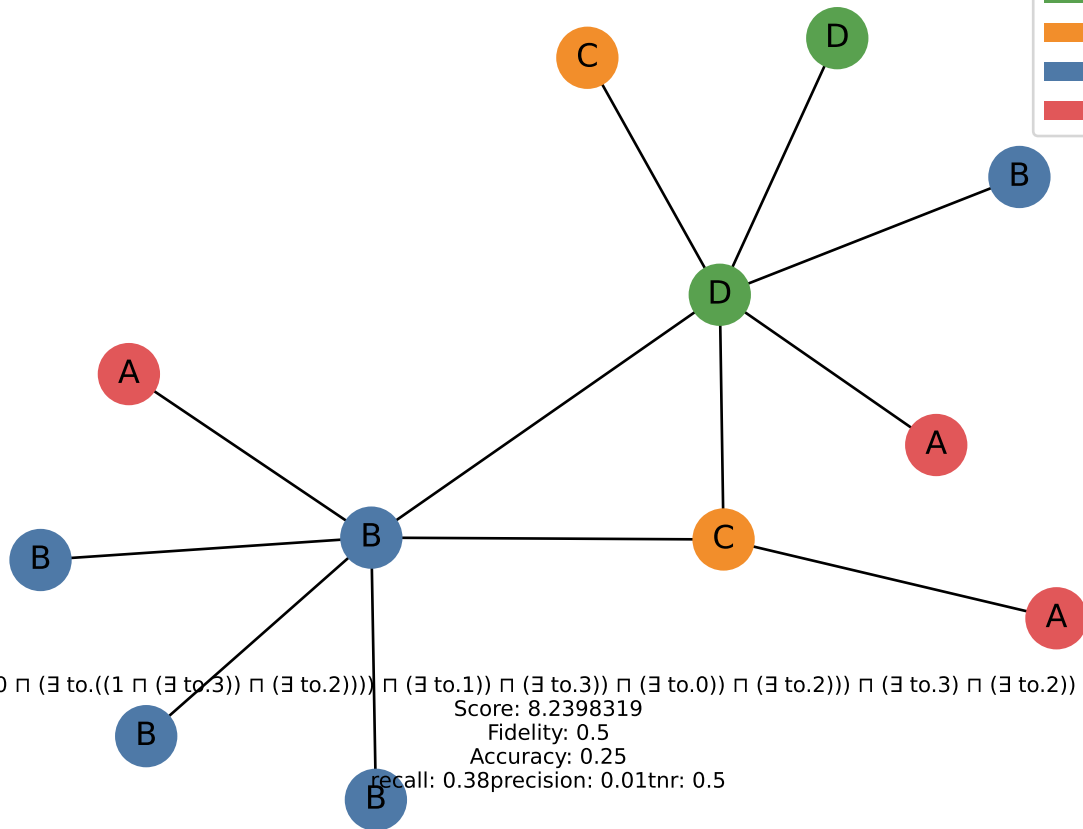 D
C
B
D
A
A
B
C
B
A
0 ⊓ (∃ to.((1 ⊓ (∃ to.3)) ⊓ (∃ to.2)))) ⊓ (∃ to.1)) ⊓ (∃ to.3)) ⊓ (∃ to.0)) ⊓ (∃ to.2))) ⊓ (∃ to.3) ⊓ (∃ to.2))
Score: 8.2398319
B
Fidelity: 0.5
Accuracy: 0.25
recall: 0.38precision: 0.01tnr: 0.5
B